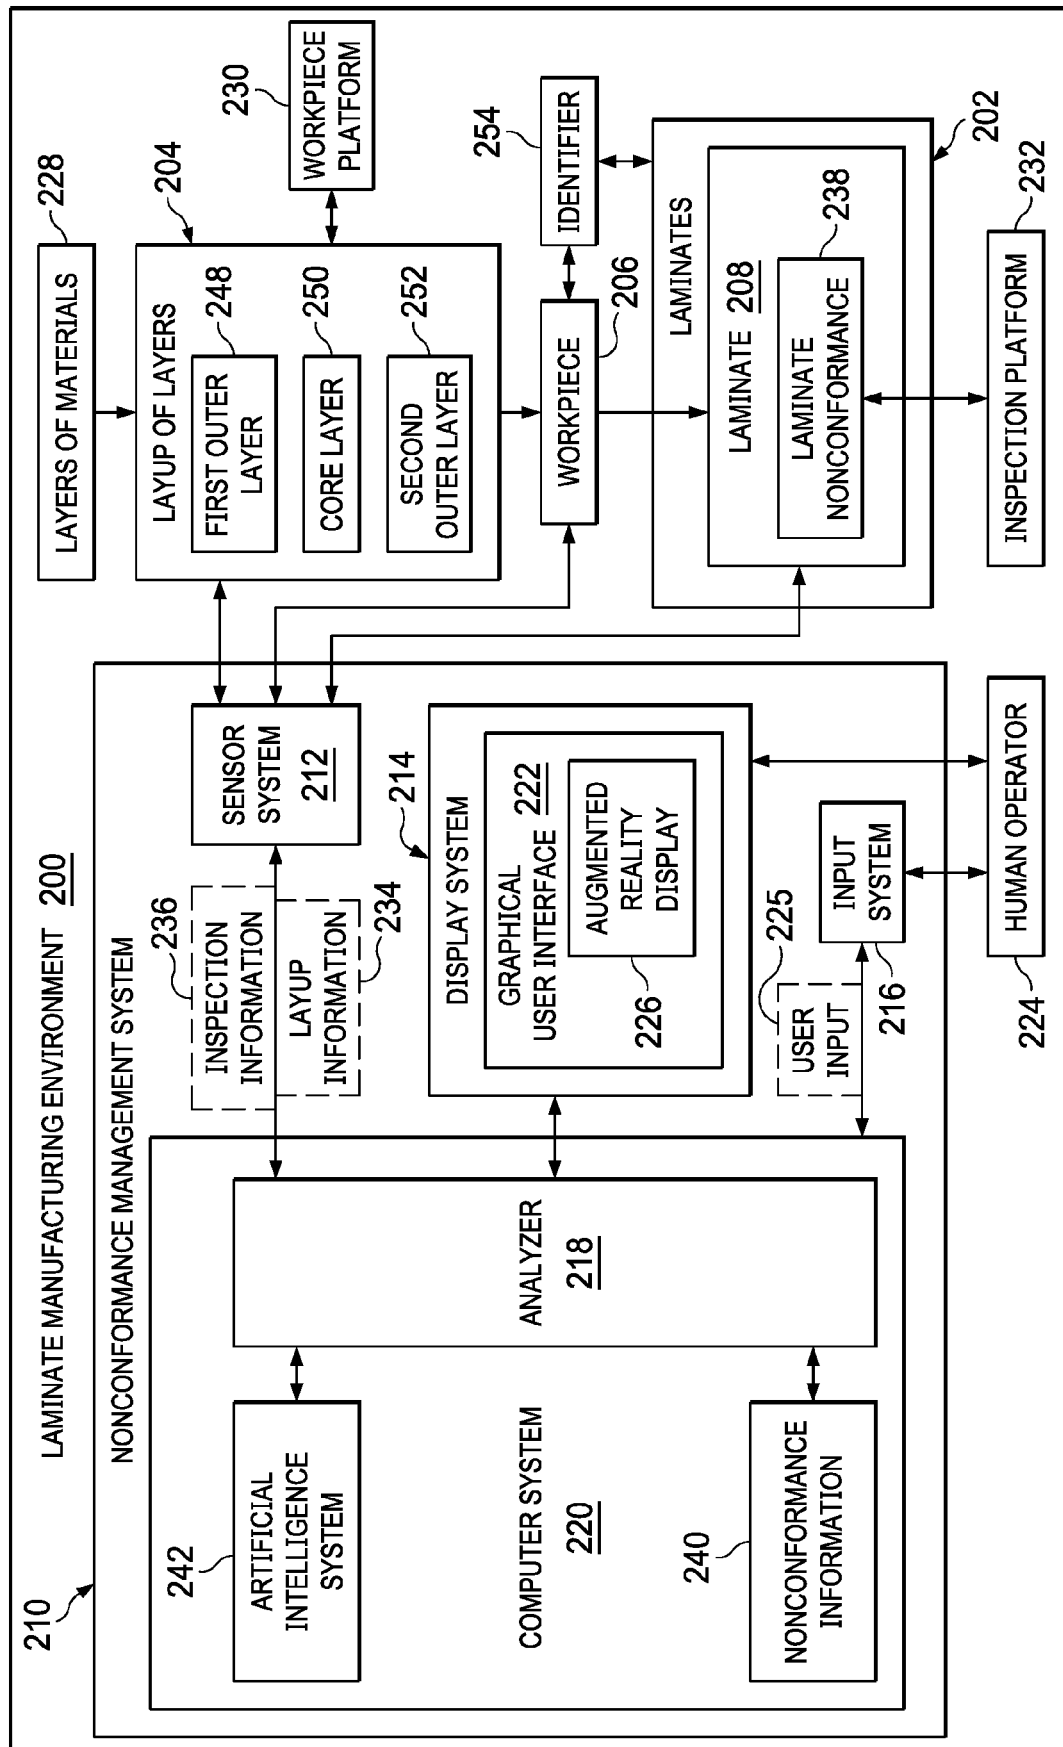 LAMINATE MANUFACTURING ENVIRONMENT 200
210
NONCONFORMANCE MANAGEMENT SYSTEM
242
ARTIFICIAL
INTELLIGENCE
SYSTEM
COMPUTER SYSTEM
220
240
NONCONFORMANCE
INFORMATION
ANALYZER
218
236
INSPECTION
INFORMATION
LAYUP
INFORMATION
234
SENSOR
SYSTEM
212
214
DISPLAY SYSTEM
GRAPHICAL
USER INTERFACE 222
AUGMENTED
REALITY
DISPLAY
226
225
USER
INPUT
INPUT
SYSTEM
216
HUMAN OPERATOR
224
LAYERS OF MATERIALS
228
204
LAYUP OF LAYERS
FIRST OUTER
LAYER
248
CORE LAYER
250
SECOND
OUTER LAYER
252
230
WORKPIECE
PLATFORM
WORKPIECE
206
254
IDENTIFIER
LAMINATES
202
LAMINATE 208
LAMINATE
NONCONFORMANCE
238
INSPECTION PLATFORM
232